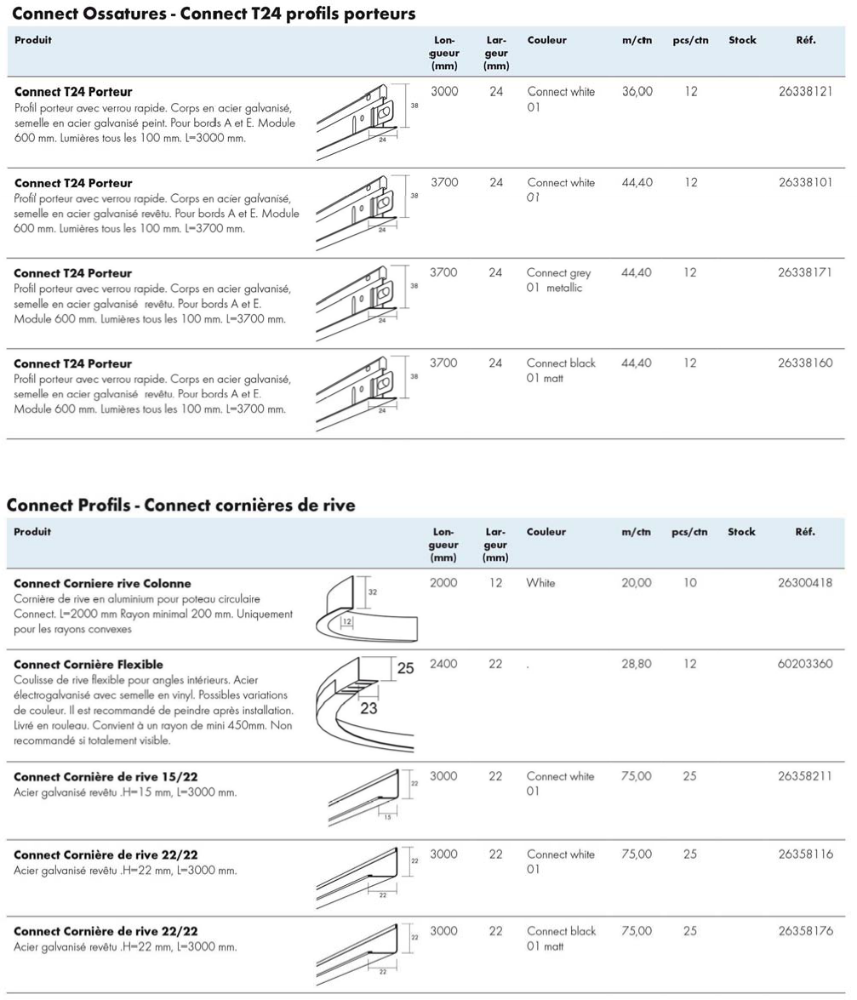 Connect Ossatures - Connect T24 profils porteurs
Produit Lon- Lar- Couleur m/ctn pcs/ctn Stock Réf.
gueur geur
(mm) (mm)
Connect T24 Porteur 3000 24 Connect white 36,00 12 26338121
Profil porteur avec verrou rapide. Corps en acier galvanisé, 38 01
semelle en acier galvanisé peint. Pour bords A et E. Module
600 mm. Lumières tous les 100 mm. L=3000 mm. 24
Connect T24 Porteur 3700 24 Connect white 44,40 12 26338101
Profil porteur avec verrou rapide. Corps en acier galvanisé, 38 01
semelle en acier galvanisé revêtu. Pour bords A et E. Module
600 mm. Lumières tous les 100 mm. L=3700 mm. 24
Connect T24 Porteur 3700 24 Connect grey 44,40 12 26338171
Profil porteur avec verrou rapide. Corps en acier galvanisé, 38 01 metallic
semelle en acier galvanisé revêtu. Pour bords A et E.
Module 600 mm. Lumières tous les 100 mm. L=3700 mm. 24
Connect T24 Porteur 3700 24 Connect black 44,40 12 26338160
Profil porteur avec verrou rapide. Corps en acier galvanisé, 38 01 matt
semelle en acier galvanisé revêtu. Pour bords A et E.
Module 600 mm. Lumières tous les 100 mm. L=3700 mm. 24
Connect Profils - Connect cornières de rive
Produit Lon- Lar- Couleur m/ctn pcs/ctn Stock Réf.
gueur geur
(mm) (mm)
Connect Corniere rive Colonne 2000 12 White 20,00 10 26300418
Cornière de rive en aluminium pour poteau circulaire 32
Connect. L=2000 mm Rayon minimal 200 mm. Uniquement 12
pour les rayons convexes
Connect Cornière Flexible 25 2400 22 . 28,80 12 60203360
Coulisse de rive flexible pour angles intérieurs. Acier
électrogalvanisé avec semelle en vinyl. Possibles variations
de couleur. Il est recommandé de peindre après installation. 23
Livré en rouleau. Convient à un rayon de mini 450mm. Non
recommandé si totalement visible.
Connect Cornière de rive 15/22 22 3000 22 Connect white 75,00 25 26358211
Acier galvanisé revêtu .H=15 mm, L=3000 mm. 01
15
Connect Cornière de rive 22/22 22 3000 22 Connect white 75,00 25 26358116
Acier galvanisé revêtu .H=22 mm, L=3000 mm. 01
22
Connect Cornière de rive 22/22 22 3000 22 Connect black 75,00 25 26358176
Acier galvanisé revêtu .H=22 mm, L=3000 mm. 01 matt
22